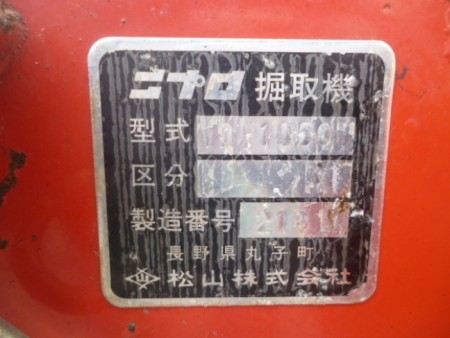 ニプロ 掘取機
型式
区分
製造番号
長野県丸子町
松山株式会社